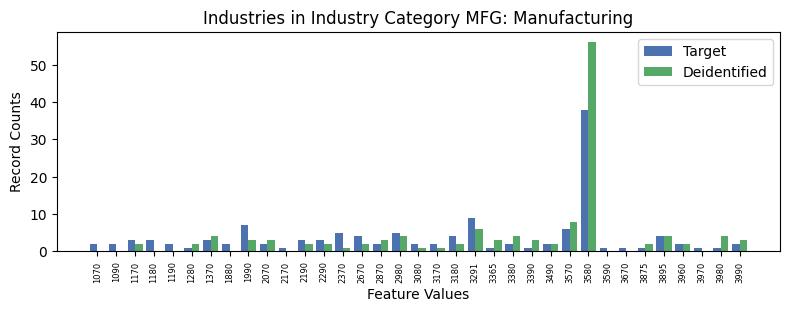 Industries in Industry Category MFG: Manufacturing
Target
Deidentified
Record Counts
50
40
30
20
10
0
1070 1090 1170 1180 1190 1280 1370 1880 1990 2070 2170 2190 2290 2370 2670 2870 2980 3080 3170 3180 3291 3365 3380 3390 3490 3570 3580 3590 3670 3875 3895 3960 3970 3980 3990
Feature Values